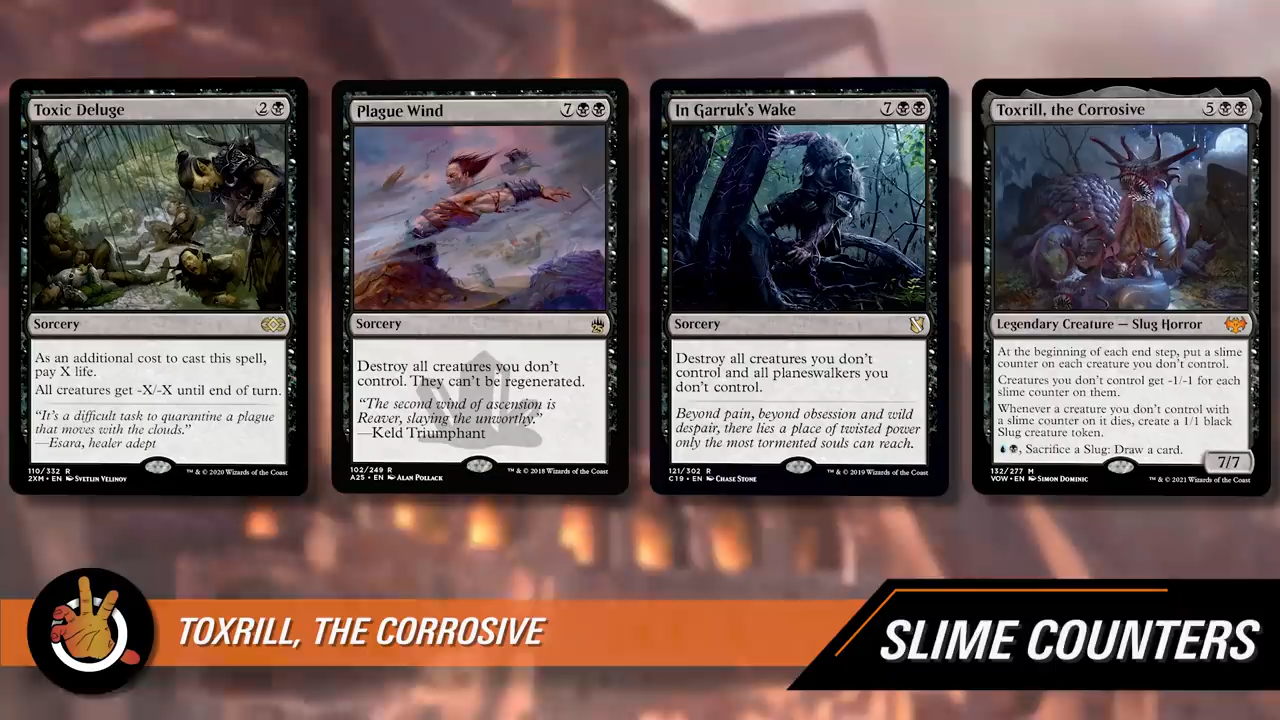 Toxic Deluge 2
Sorcery
As an additional cost to cast this spell,
pay X life.
All creatures get -X/-X until end of turn.
"It's a difficult task to quarantine a plague
that moves with the clouds."
—Esara, healer adept
110/332 R
2XM • EN Svetlin Velinov
™ & © 2020 Wizards of the Coast
Plague Wind 7
Sorcery
Destroy all creatures you don't
control. They can't be regenerated.
"The second wind of ascension is
Reaver, slaying the unworthy."
—Keld Triumphant
102/249 R
A25 • EN Alan Pollack
™ & © 2018 Wizards of the Coast
In Garruk's Wake 7
Sorcery
Destroy all creatures you don't
control and all planeswalkers you
don't control.
Beyond pain, beyond obsession and wild
despair, there lies a place of twisted power
only the most tormented souls can reach.
121/302 R
C19 • EN Chase Stone
™ & © 2019 Wizards of the Coast
Toxrill, the Corrosive 5
Legendary Creature — Slug Horror
At the beginning of each end step, put a slime
counter on each creature you don't control.
Creatures you don't control get -1/-1 for each
slime counter on them.
Whenever a creature you don't control with
a slime counter on it dies, create a 1/1 black
Slug creature token.
, Sacrifice a Slug: Draw a card.
7/7
132/277 M
VOW • EN Simon Dominic
™ & © 2021 Wizards of the Coast
TOXRILL, THE CORROSIVE
SLIME COUNTERS